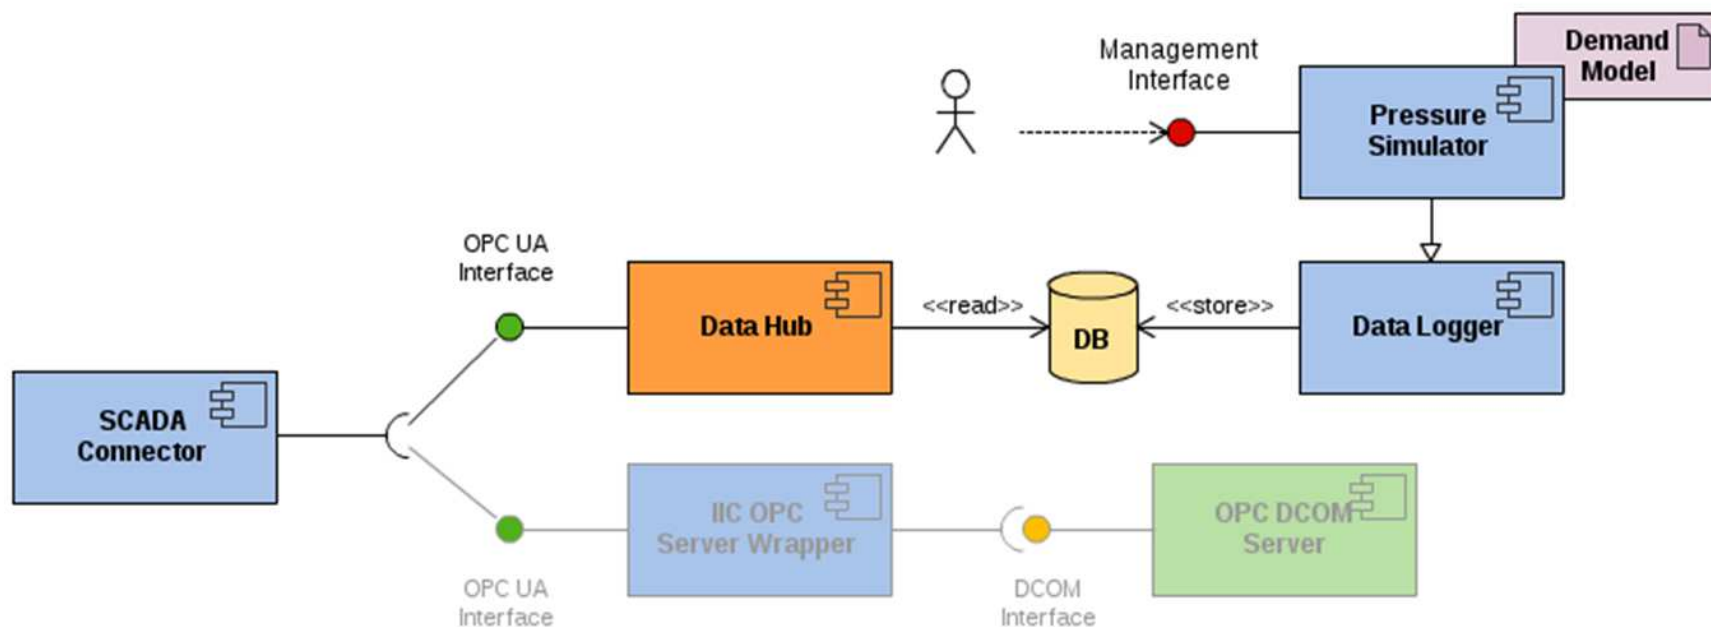 Management
Interface
Demand
Model
Pressure
Simulator
OPC UA
Interface
Data Hub
<<read>>
DB
<<store>>
Data Logger
SCADA
Connector
IIC OPC
Server Wrapper
OPC DCOM
Server
OPC UA
Interface
DCOM
Interface